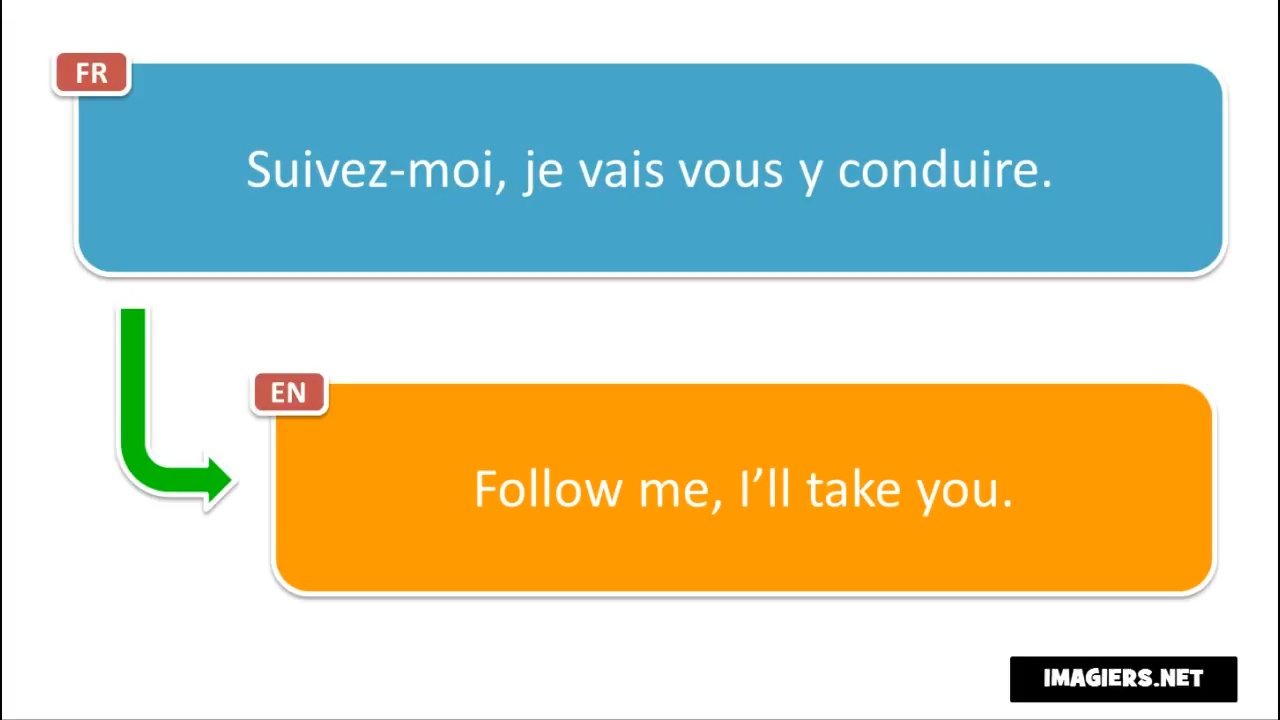 FR
Suivez-moi, je vais vous y conduire.
EN
Follow me, I’ll take you.
IMAGIERS.NET